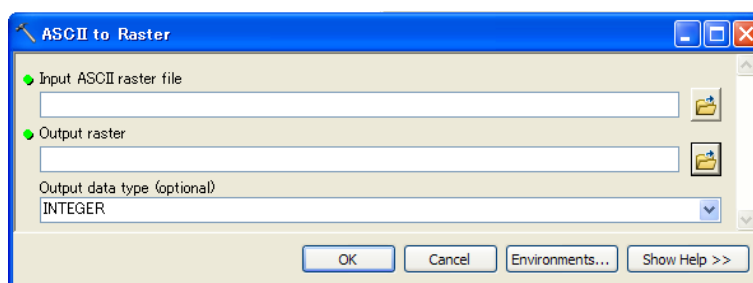 ASCII to Raster
Input ASCII raster file
Output raster
Output data type (optional)
INTEGER
OK Cancel Environments... Show Help >>